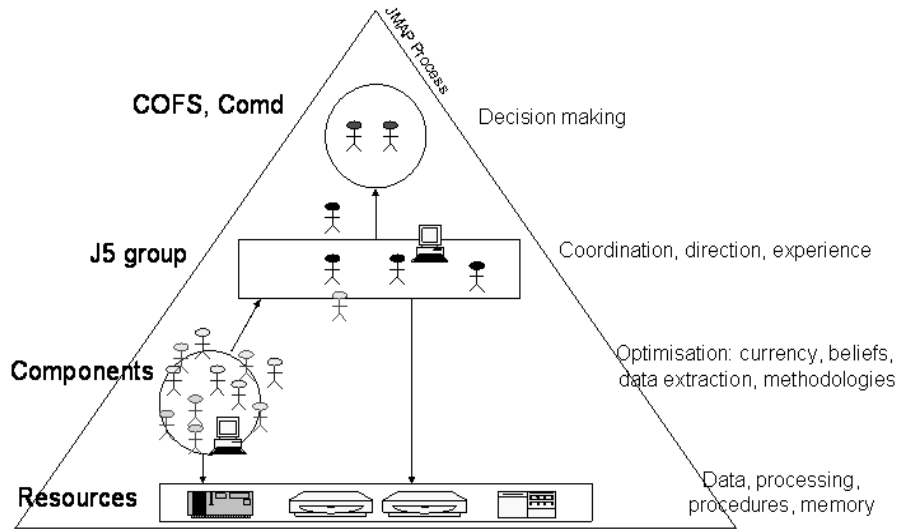 JMAP Process
COFS, Comd
Decision making
J5 group
Coordination, direction, experience
Components
Optimisation: currency, beliefs,
data extraction, methodologies
Resources
Data, processing,
procedures, memory